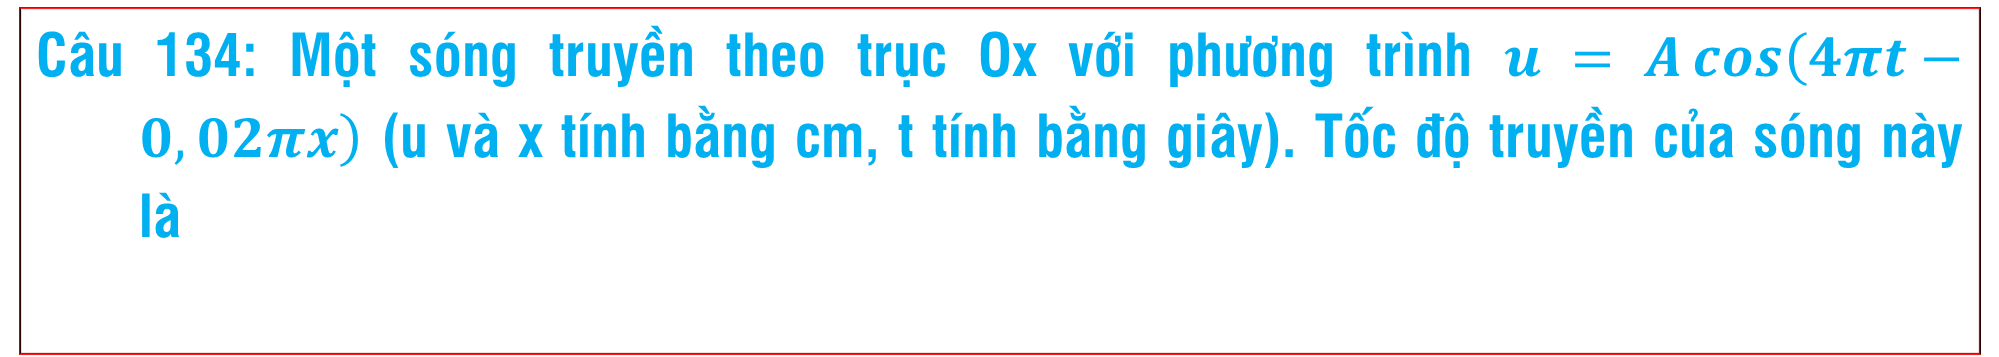 Câu 134: Một sóng truyền theo trục Ox với phương trình u = A cos(4πt −
0,02πx) (u và x tính bằng cm, t tính bằng giây). Tốc độ truyền của sóng này
là